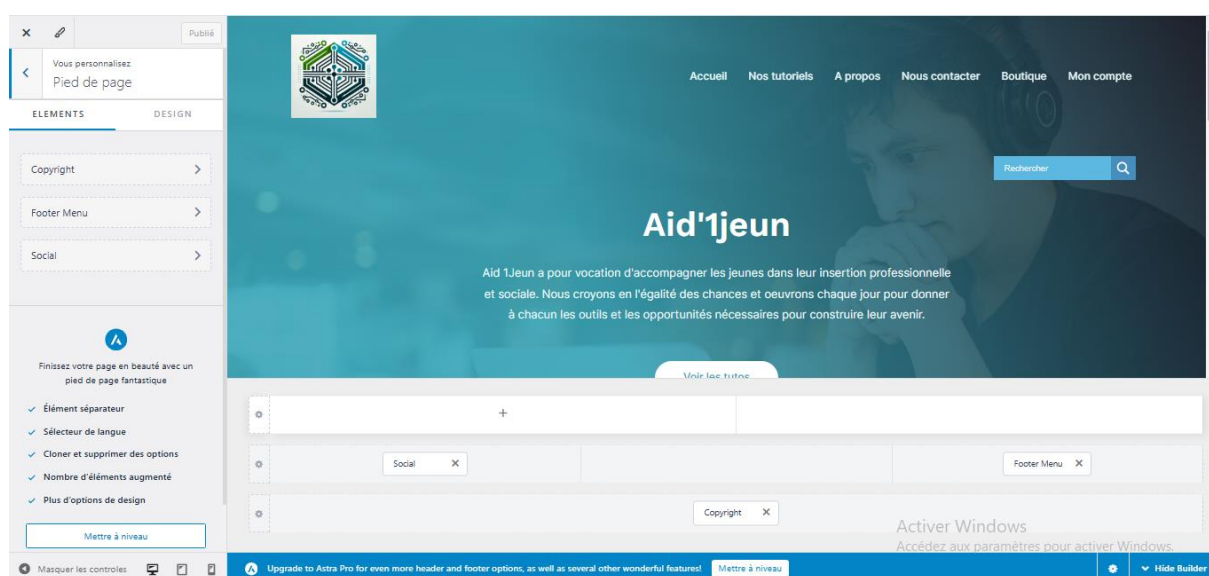 Publié
Vous personnalisez
Pied de page
ELEMENTS DESIGN
Copyright
Footer Menu
Social
Finissez votre page en beauté avec un
pied de page fantastique
Élément séparateur
Sélecteur de langue
Cloner et supprimer des options
Nombre d'éléments augmenté
Plus d'options de design
Mettre à niveau
Masquer les controles
Accueil Nos tutoriels A propos Nous contacter Boutique Mon compte
Rechercher
Aid'1jeun
Aid 1Jeun a pour vocation d'accompagner les jeunes dans leur insertion professionnelle
et sociale. Nous croyons en l'égalité des chances et oeuvrons chaque jour pour donner
à chacun les outils et les opportunités nécessaires pour construire leur avenir.
Voir les tutos
Social Footer Menu
Copyright
Activer Windows
Accédez aux paramètres pour activer Windows.
Upgrade to Astra Pro for even more header and footer options, as well as several other wonderful features! Mettre à niveau Hide Builder